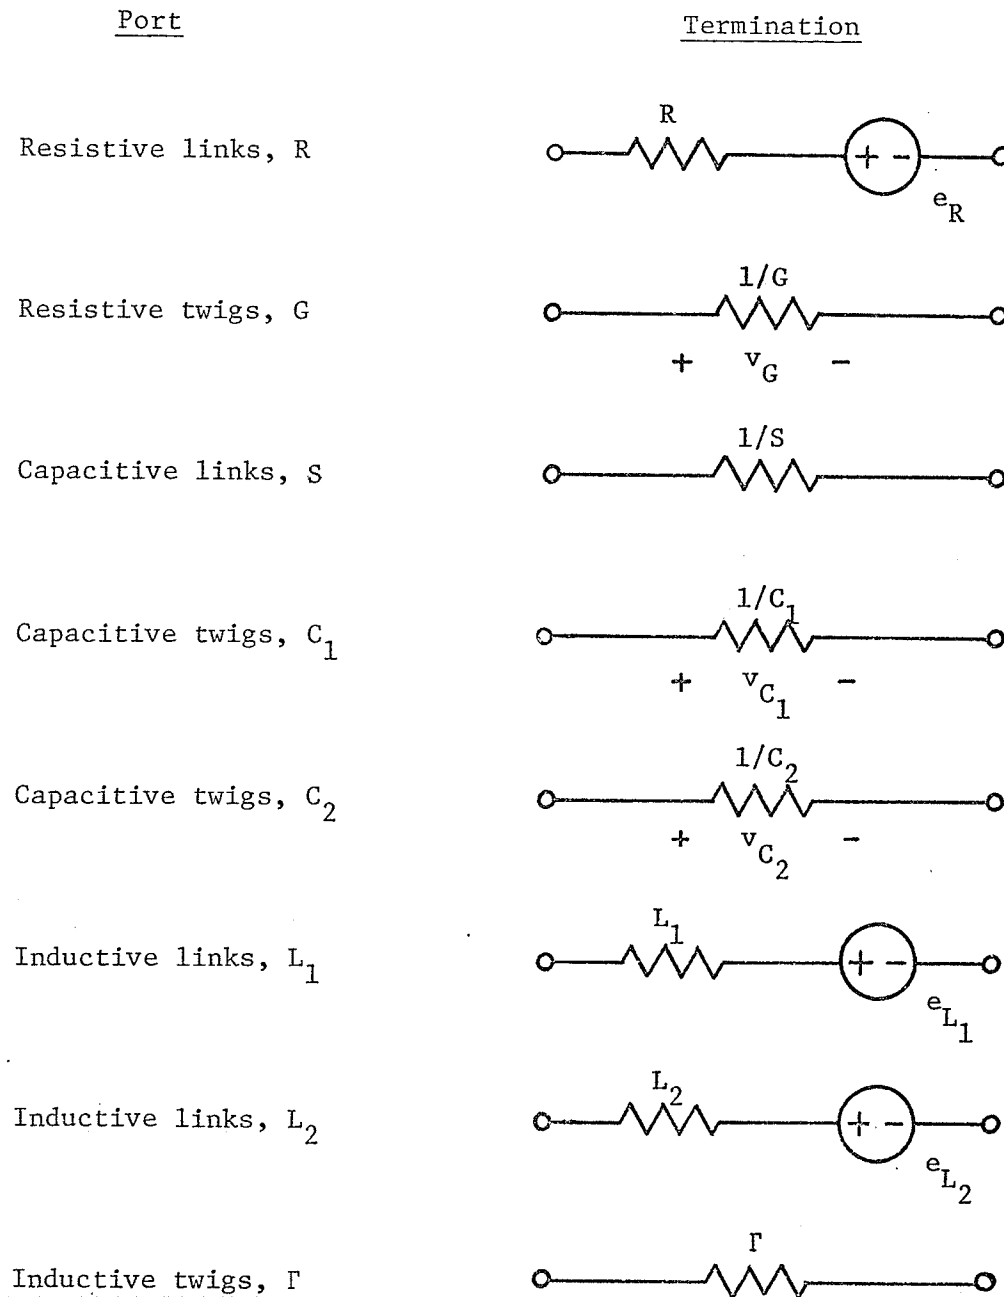 Port Termination
Resistive links, R
R
+ -
e_R
Resistive twigs, G
1/G
+ v_G -
Capacitive links, S
1/S
Capacitive twigs, C_1
1/C_1
+ v_C_1 -
Capacitive twigs, C_2
1/C_2
+ v_C_2 -
Inductive links, L_1
L_1
+ -
e_L_1
Inductive links, L_2
L_2
+ -
e_L_2
Inductive twigs, Γ
Γ